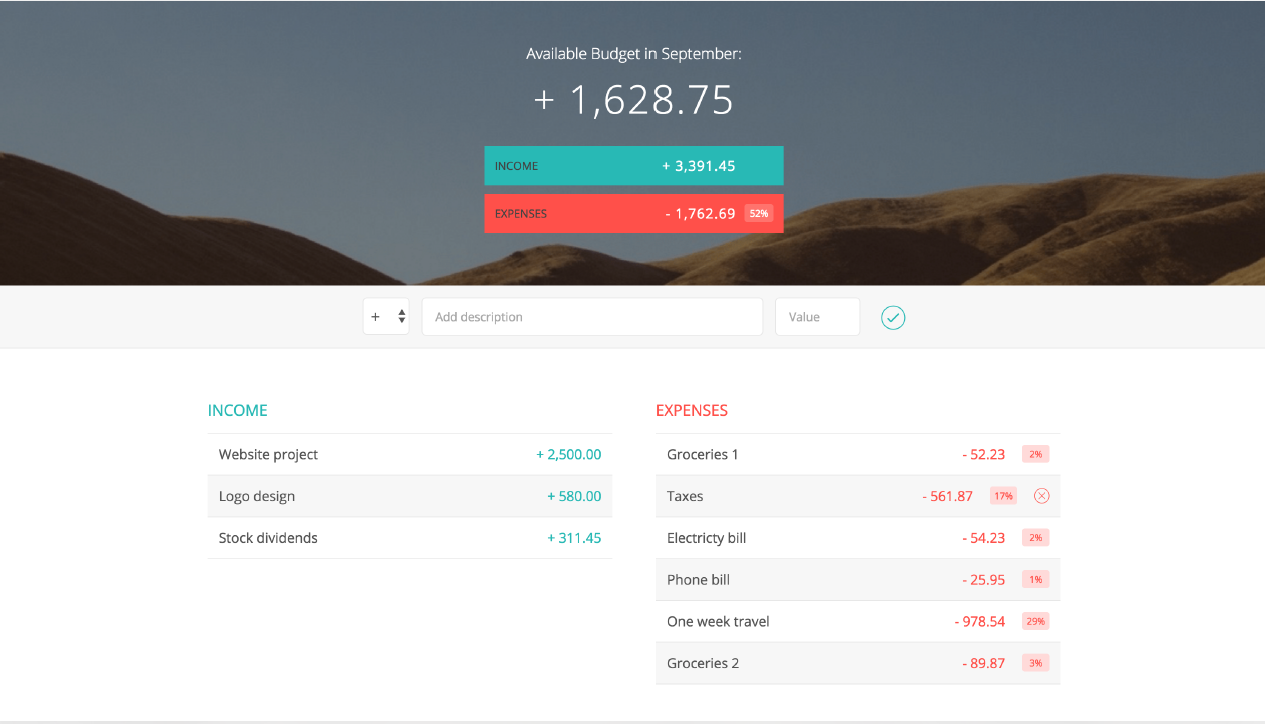 Available Budget in September:
+ 1,628.75
INCOME + 3,391.45
EXPENSES - 1,762.69 52%
+ Add description Value
INCOME
Website project + 2,500.00
Logo design + 580.00
Stock dividends + 311.45
EXPENSES
Groceries 1 - 52.23 2%
Taxes - 561.87 17%
Electricty bill - 54.23 2%
Phone bill - 25.95 1%
One week travel - 978.54 29%
Groceries 2 - 89.87 3%